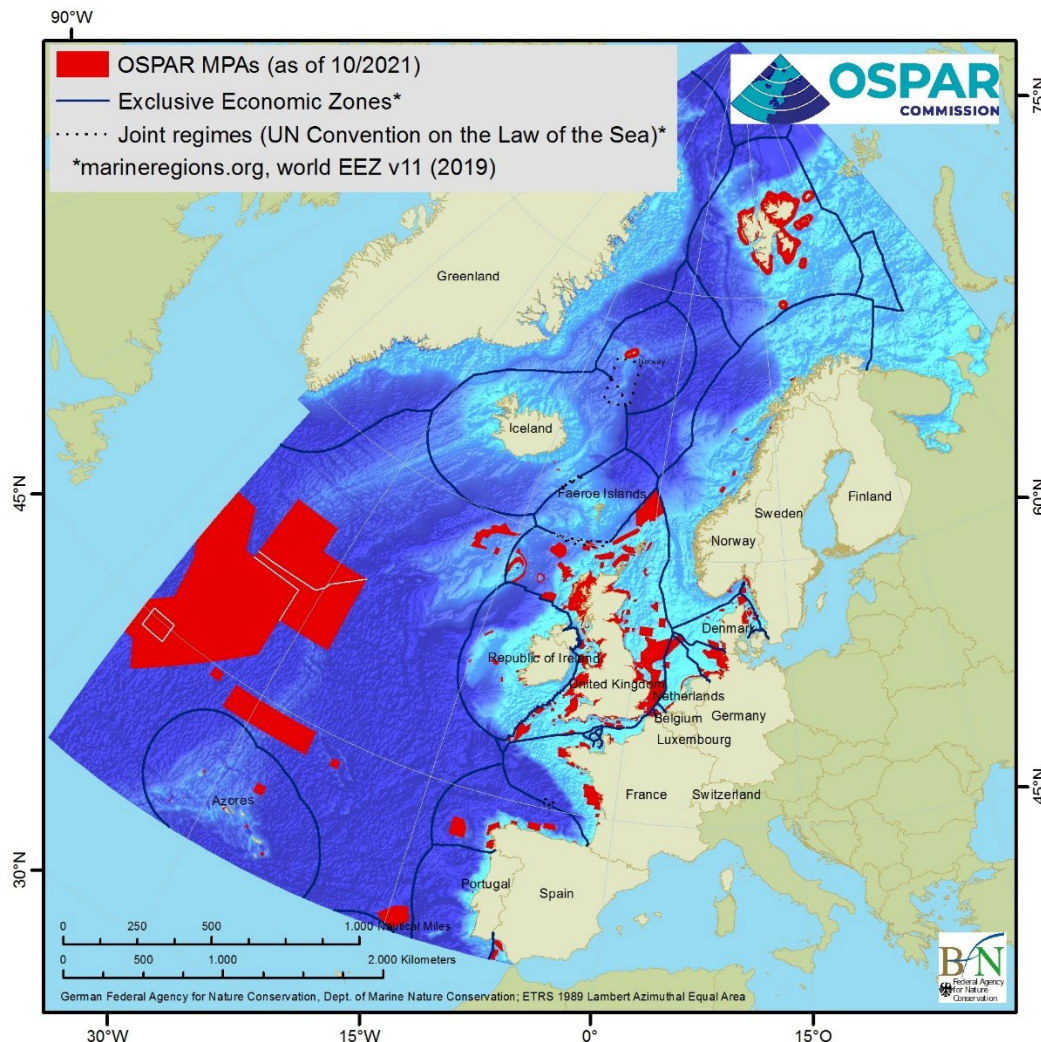 90°W
OSPAR MPAs (as of 10/2021)
Exclusive Economic Zones*
Joint regimes (UN Convention on the Law of the Sea)*
*marineregions.org, world EEZ v11 (2019)
OSPAR
COMMISSION
75°N
Greenland
Norway
Iceland
45°N
Faeroe Islands
60°N
Finland
Sweden
Norway
Denmark
Republic of Ireland
United Kingdom
Netherlands
Belgium
Germany
Luxembourg
Azores
France
Switzerland
45°N
30°N
Portugal
Spain
0 250 500 1.000 Nautical Miles
0 500 1.000 2.000 Kilometers
German Federal Agency for Nature Conservation, Dept. of Marine Nature Conservation; ETRS 1989 Lambert Azimuthal Equal Area
BfN
Federal Agency
for Nature
Conservation
30°W
15°W
0°
15°O